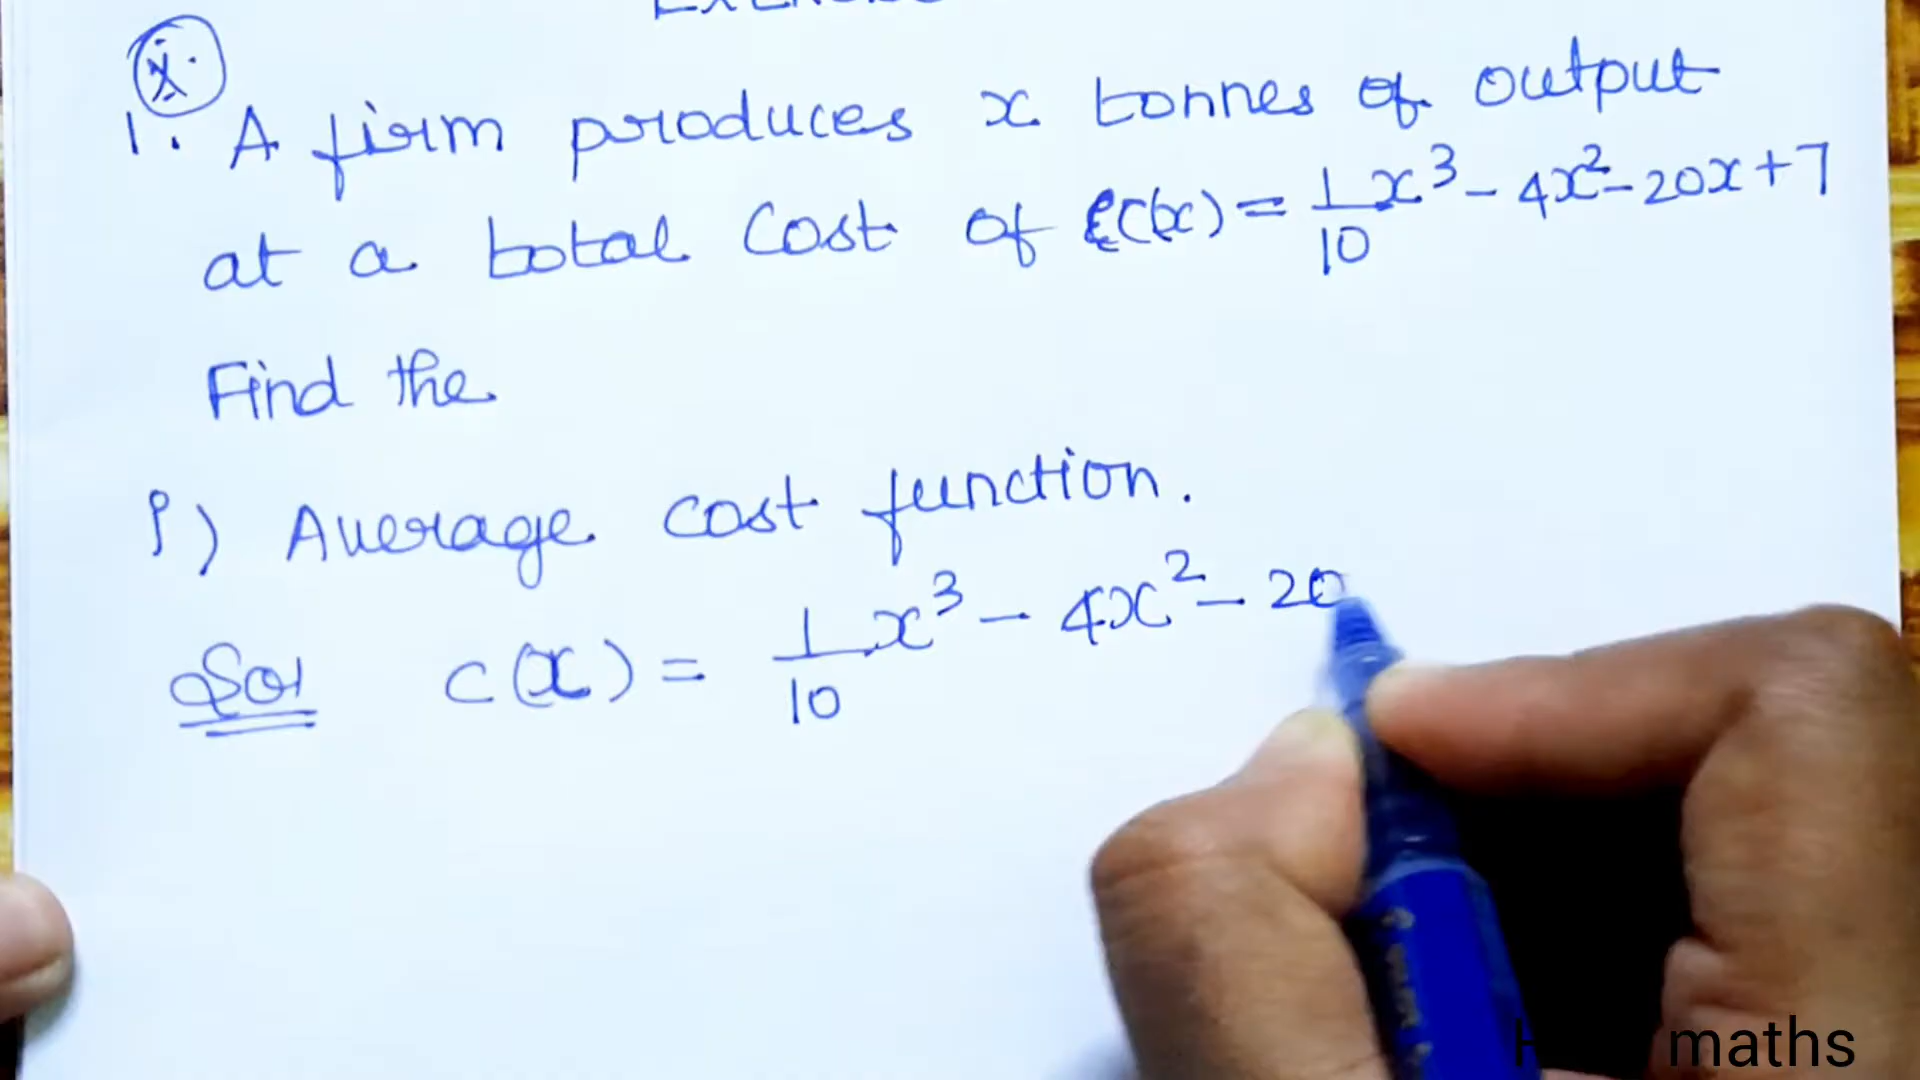 x.
1. A firm produces x tonnes of output
at a total cost of C(x) = 1/10 x³ - 4x² - 20x + 7
Find the
i) Average cost function.
Sol c(x) = 1/10 x³ - 4x² - 20
maths